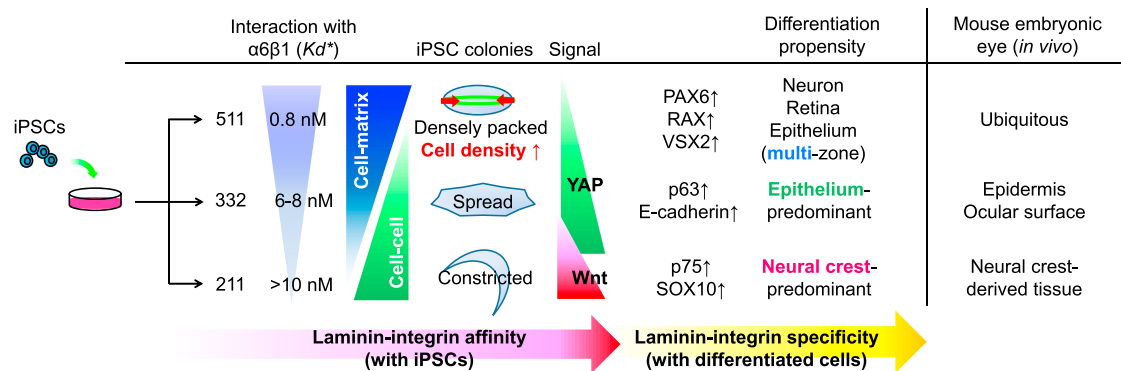 Interaction with
α6β1 (Kd*)
iPSC colonies
Signal
Differentiation
propensity
Mouse embryonic
eye (in vivo)
iPSCs
511
0.8 nM
Cell-matrix
Densely packed
Cell density ↑
PAX6↑
RAX↑
VSX2↑
Neuron
Retina
Epithelium
(multi-zone)
Ubiquitous
332
6-8 nM
Spread
YAP
p63↑
E-cadherin↑
Epithelium-
predominant
Epidermis
Ocular surface
211
>10 nM
Cell-cell
Constricted
Wnt
p75↑
SOX10↑
Neural crest-
predominant
Neural crest-
derived tissue
Laminin-integrin affinity
(with iPSCs)
Laminin-integrin specificity
(with differentiated cells)